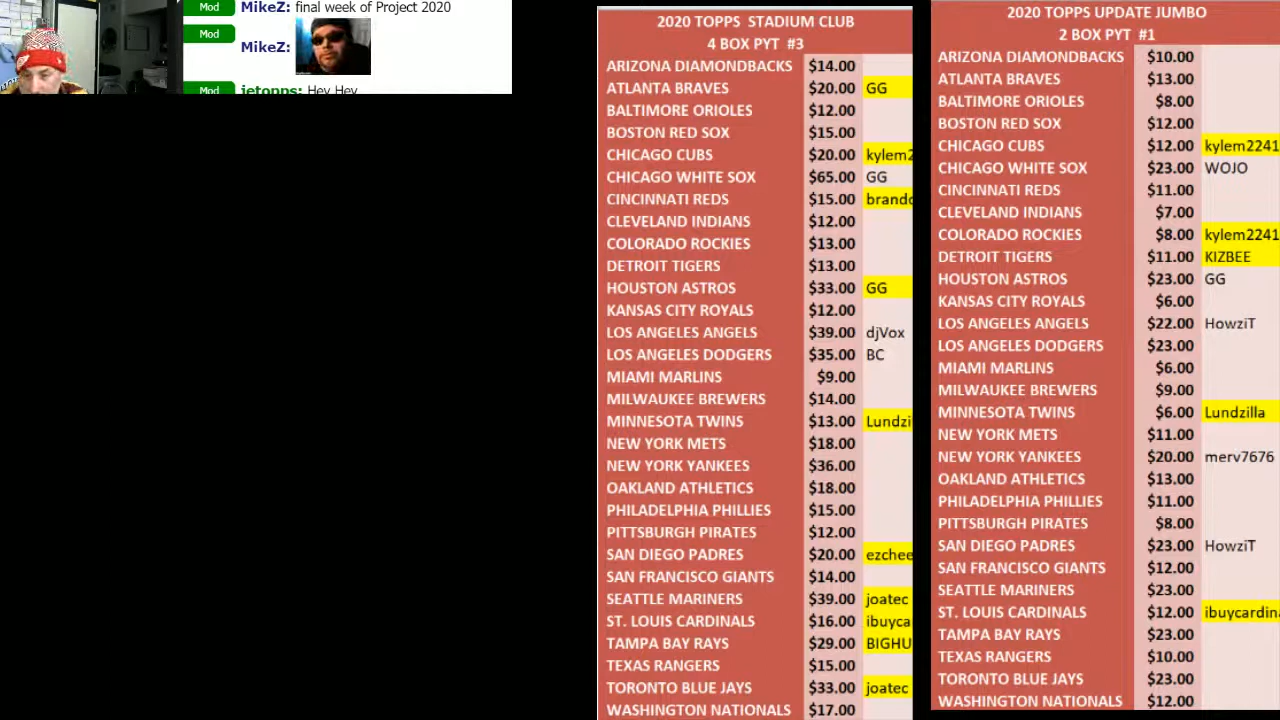 Mod MikeZ: final week of Project 2020
Mod
MikeZ:
Mod jetopps: Hey Hey
2020 TOPPS STADIUM CLUB
4 BOX PYT #3
ARIZONA DIAMONDBACKS $14.00
ATLANTA BRAVES $20.00 GG
BALTIMORE ORIOLES $12.00
BOSTON RED SOX $15.00
CHICAGO CUBS $20.00 kylem2
CHICAGO WHITE SOX $65.00 GG
CINCINNATI REDS $15.00 brando
CLEVELAND INDIANS $12.00
COLORADO ROCKIES $13.00
DETROIT TIGERS $13.00
HOUSTON ASTROS $33.00 GG
KANSAS CITY ROYALS $12.00
LOS ANGELES ANGELS $39.00 djVox
LOS ANGELES DODGERS $35.00 BC
MIAMI MARLINS $9.00
MILWAUKEE BREWERS $14.00
MINNESOTA TWINS $13.00 Lundzi
NEW YORK METS $18.00
NEW YORK YANKEES $36.00
OAKLAND ATHLETICS $18.00
PHILADELPHIA PHILLIES $15.00
PITTSBURGH PIRATES $12.00
SAN DIEGO PADRES $20.00 ezchee
SAN FRANCISCO GIANTS $14.00
SEATTLE MARINERS $39.00 joatec
ST. LOUIS CARDINALS $16.00 ibuyca
TAMPA BAY RAYS $29.00 BIGHU
TEXAS RANGERS $15.00
TORONTO BLUE JAYS $33.00 joatec
WASHINGTON NATIONALS $17.00
2020 TOPPS UPDATE JUMBO
2 BOX PYT #1
ARIZONA DIAMONDBACKS $10.00
ATLANTA BRAVES $13.00
BALTIMORE ORIOLES $8.00
BOSTON RED SOX $12.00
CHICAGO CUBS $12.00 kylem2241
CHICAGO WHITE SOX $23.00 WOJO
CINCINNATI REDS $11.00
CLEVELAND INDIANS $7.00
COLORADO ROCKIES $8.00 kylem2241
DETROIT TIGERS $11.00 KIZBEE
HOUSTON ASTROS $23.00 GG
KANSAS CITY ROYALS $6.00
LOS ANGELES ANGELS $22.00 HowziT
LOS ANGELES DODGERS $23.00
MIAMI MARLINS $6.00
MILWAUKEE BREWERS $9.00
MINNESOTA TWINS $6.00 Lundzilla
NEW YORK METS $11.00
NEW YORK YANKEES $20.00 merv7676
OAKLAND ATHLETICS $13.00
PHILADELPHIA PHILLIES $11.00
PITTSBURGH PIRATES $8.00
SAN DIEGO PADRES $23.00 HowziT
SAN FRANCISCO GIANTS $12.00
SEATTLE MARINERS $23.00
ST. LOUIS CARDINALS $12.00 ibuycardina
TAMPA BAY RAYS $23.00
TEXAS RANGERS $10.00
TORONTO BLUE JAYS $23.00
WASHINGTON NATIONALS $12.00